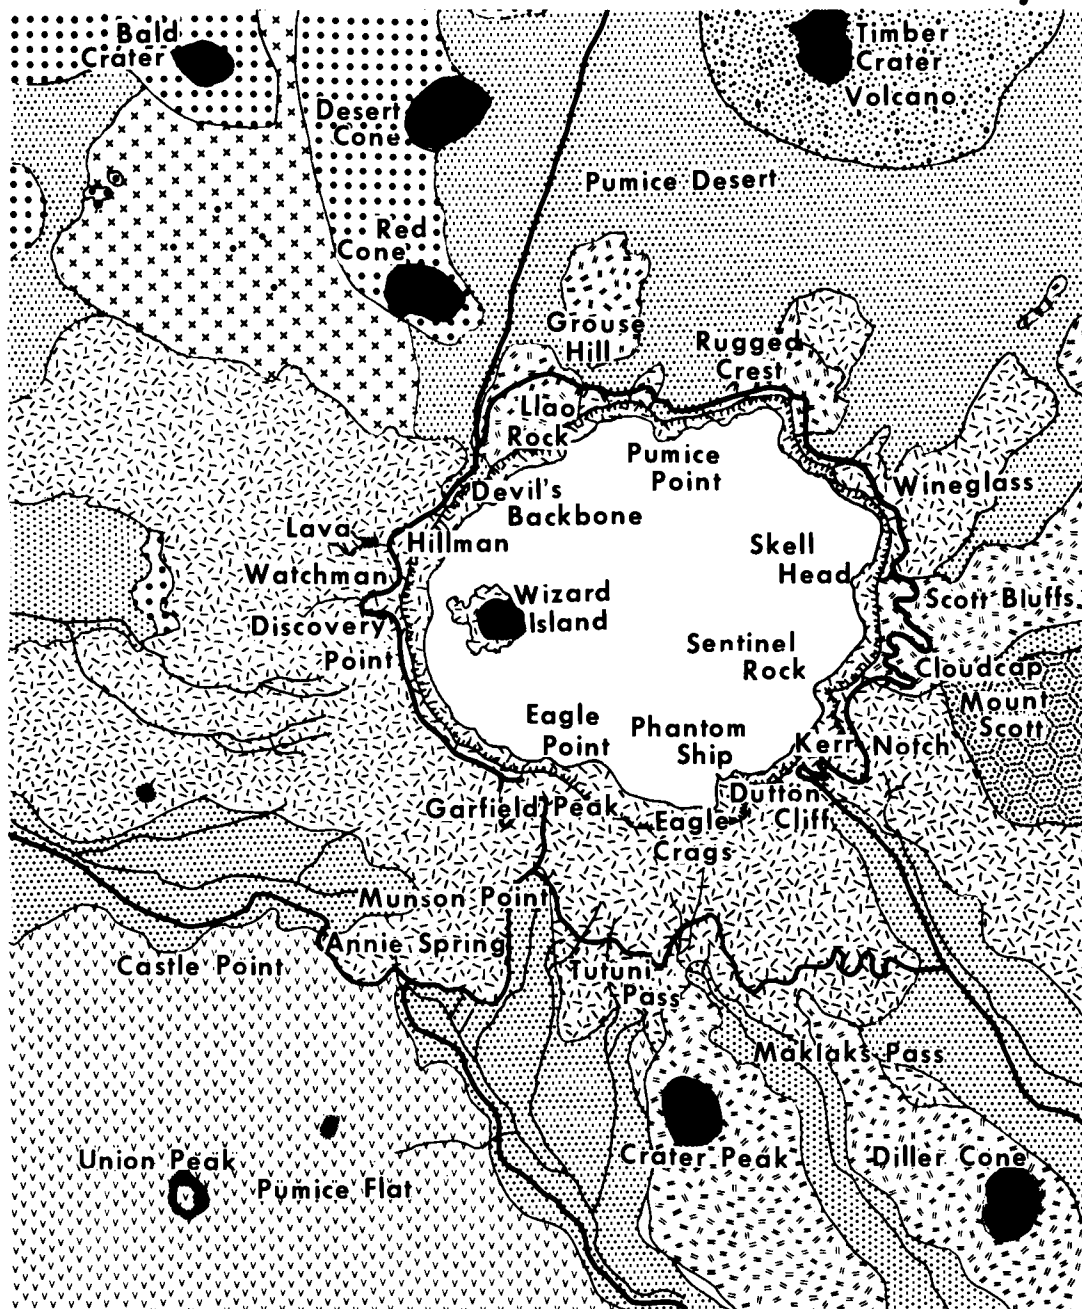 Bald
Crater
Timber
Crater
Volcano
Desert
Cone
Pumice Desert
Red
Cone
Grouse
Hill
Rugged
Crest
Llao
Rock
Pumice
Point
Devil's
Backbone
Wineglass
Lava
Hillman
Skell
Head
Watchman
Wizard
Island
Scott Bluffs
Discovery
Point
Sentinel
Rock
Cloudcap
Mount
Scott
Eagle
Point
Phantom
Ship
Kerr Notch
Garfield Peak
Dutton
Cliff
Eagle
Crags
Munson Point
Annie Spring
Castle Point
Tutuni
Pass
Maklaks Pass
Union Peak
Pumice Flat
Crater Peak
Diller Cone